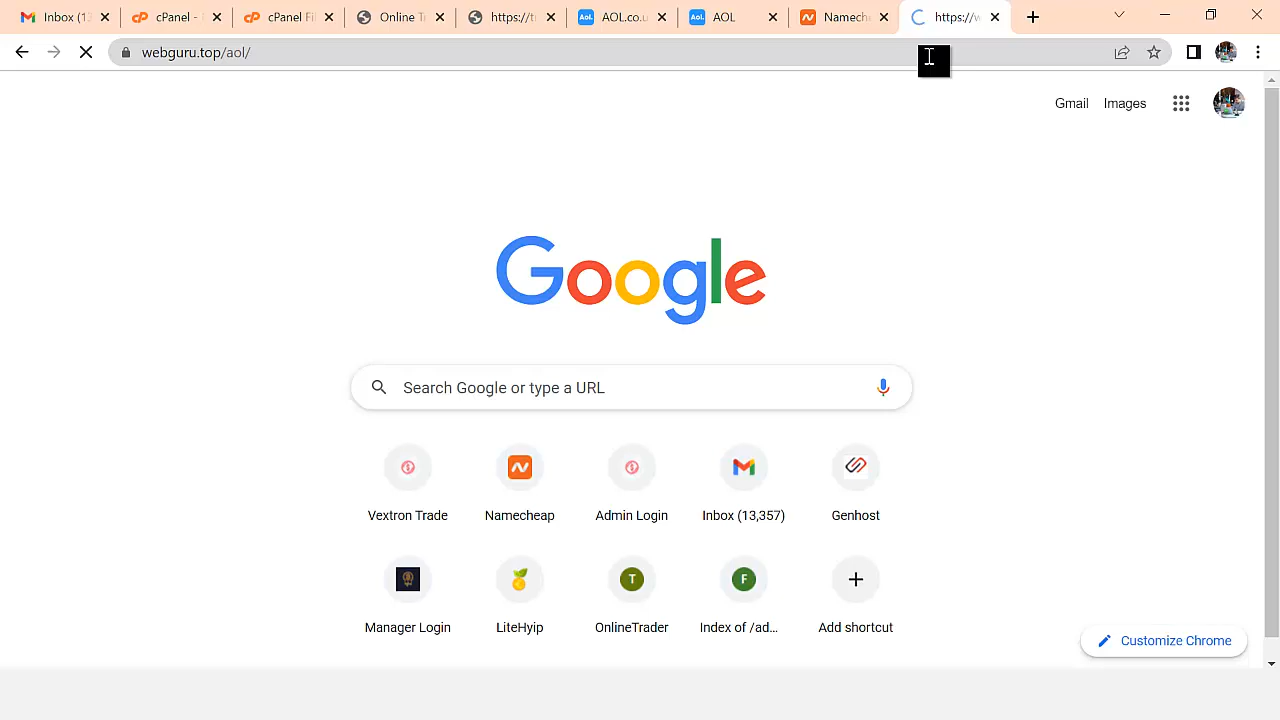 Inbox (13 cPanel - F cPanel Fi Online Tr https://t AOL.co.u AOL Namech https://w
webguru.top/aol/
Gmail Images
Google
Search Google or type a URL
Vextron Trade Namecheap Admin Login Inbox (13,357) Genhost
T F
Manager Login LiteHyip OnlineTrader Index of /ad... Add shortcut
Customize Chrome